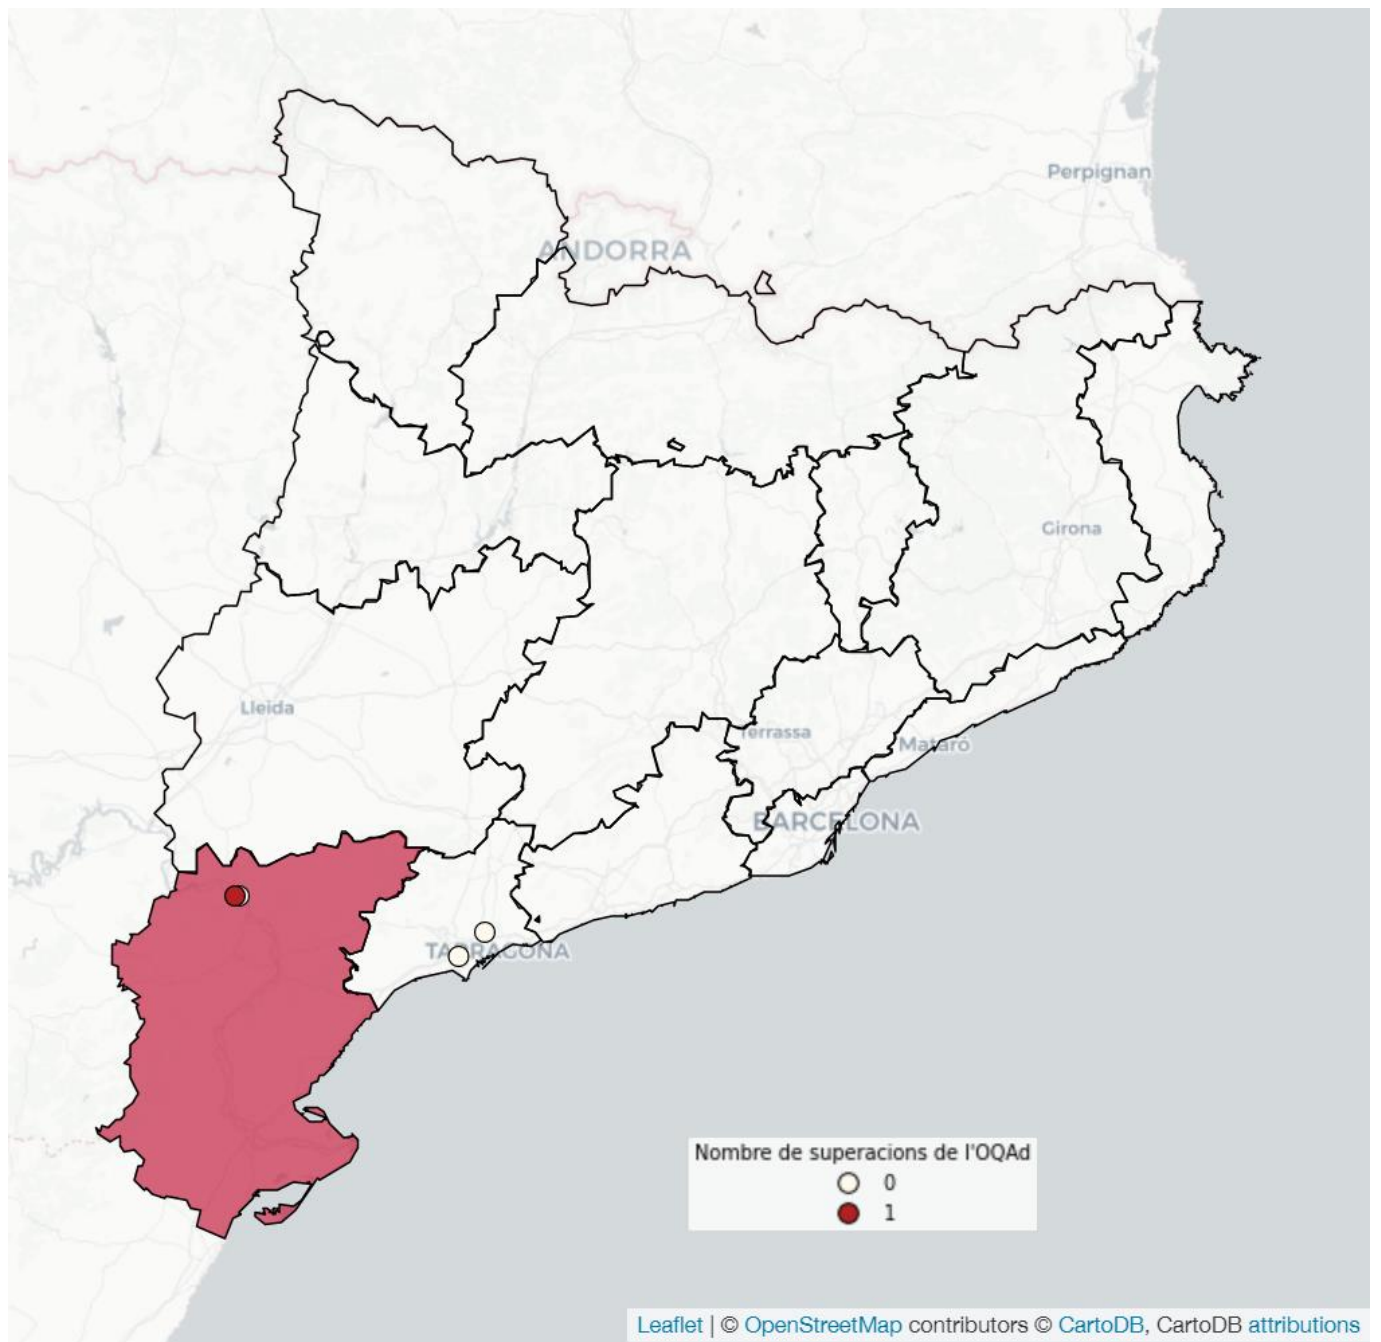 Perpignan
ANDORRA
Girona
Lleida
Terrassa
Mataró
BARCELONA
TARRAGONA
Nombre de superacions de l'OQAd
0
1
Leaflet | © OpenStreetMap contributors © CartoDB, CartoDB attributions